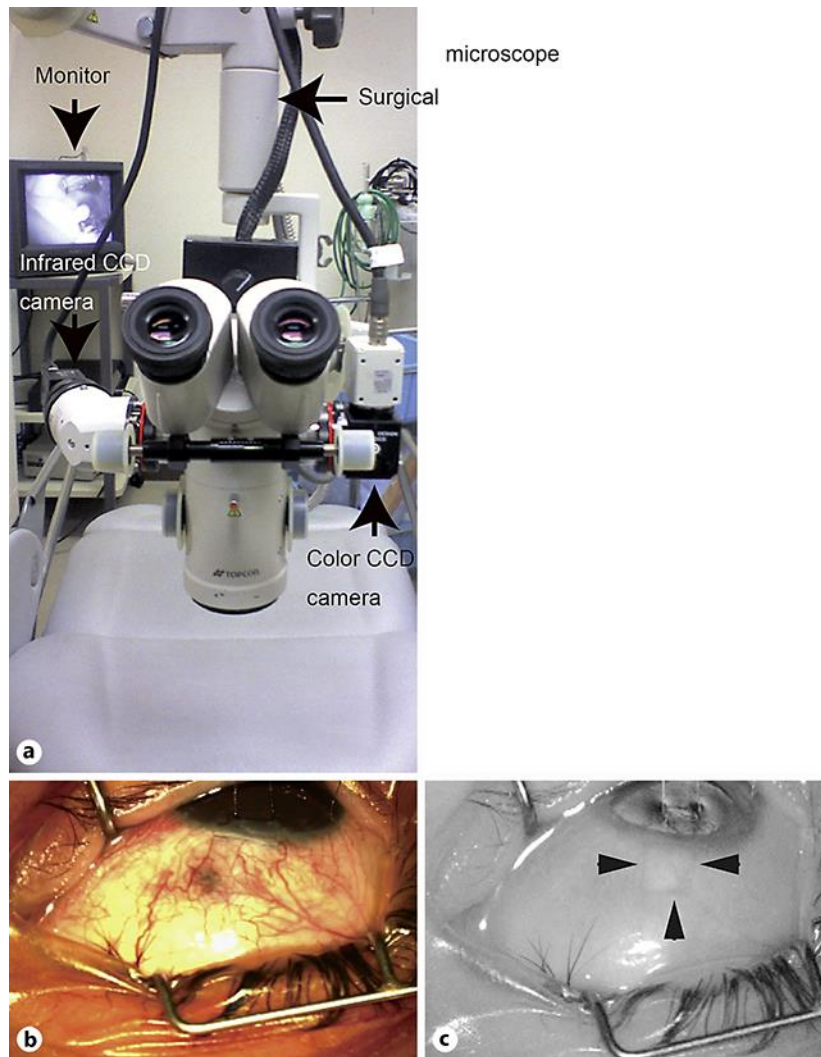 microscope
Monitor
Surgical
Infrared CCD
camera
TOPCON
Color CCD
camera
a
b
c